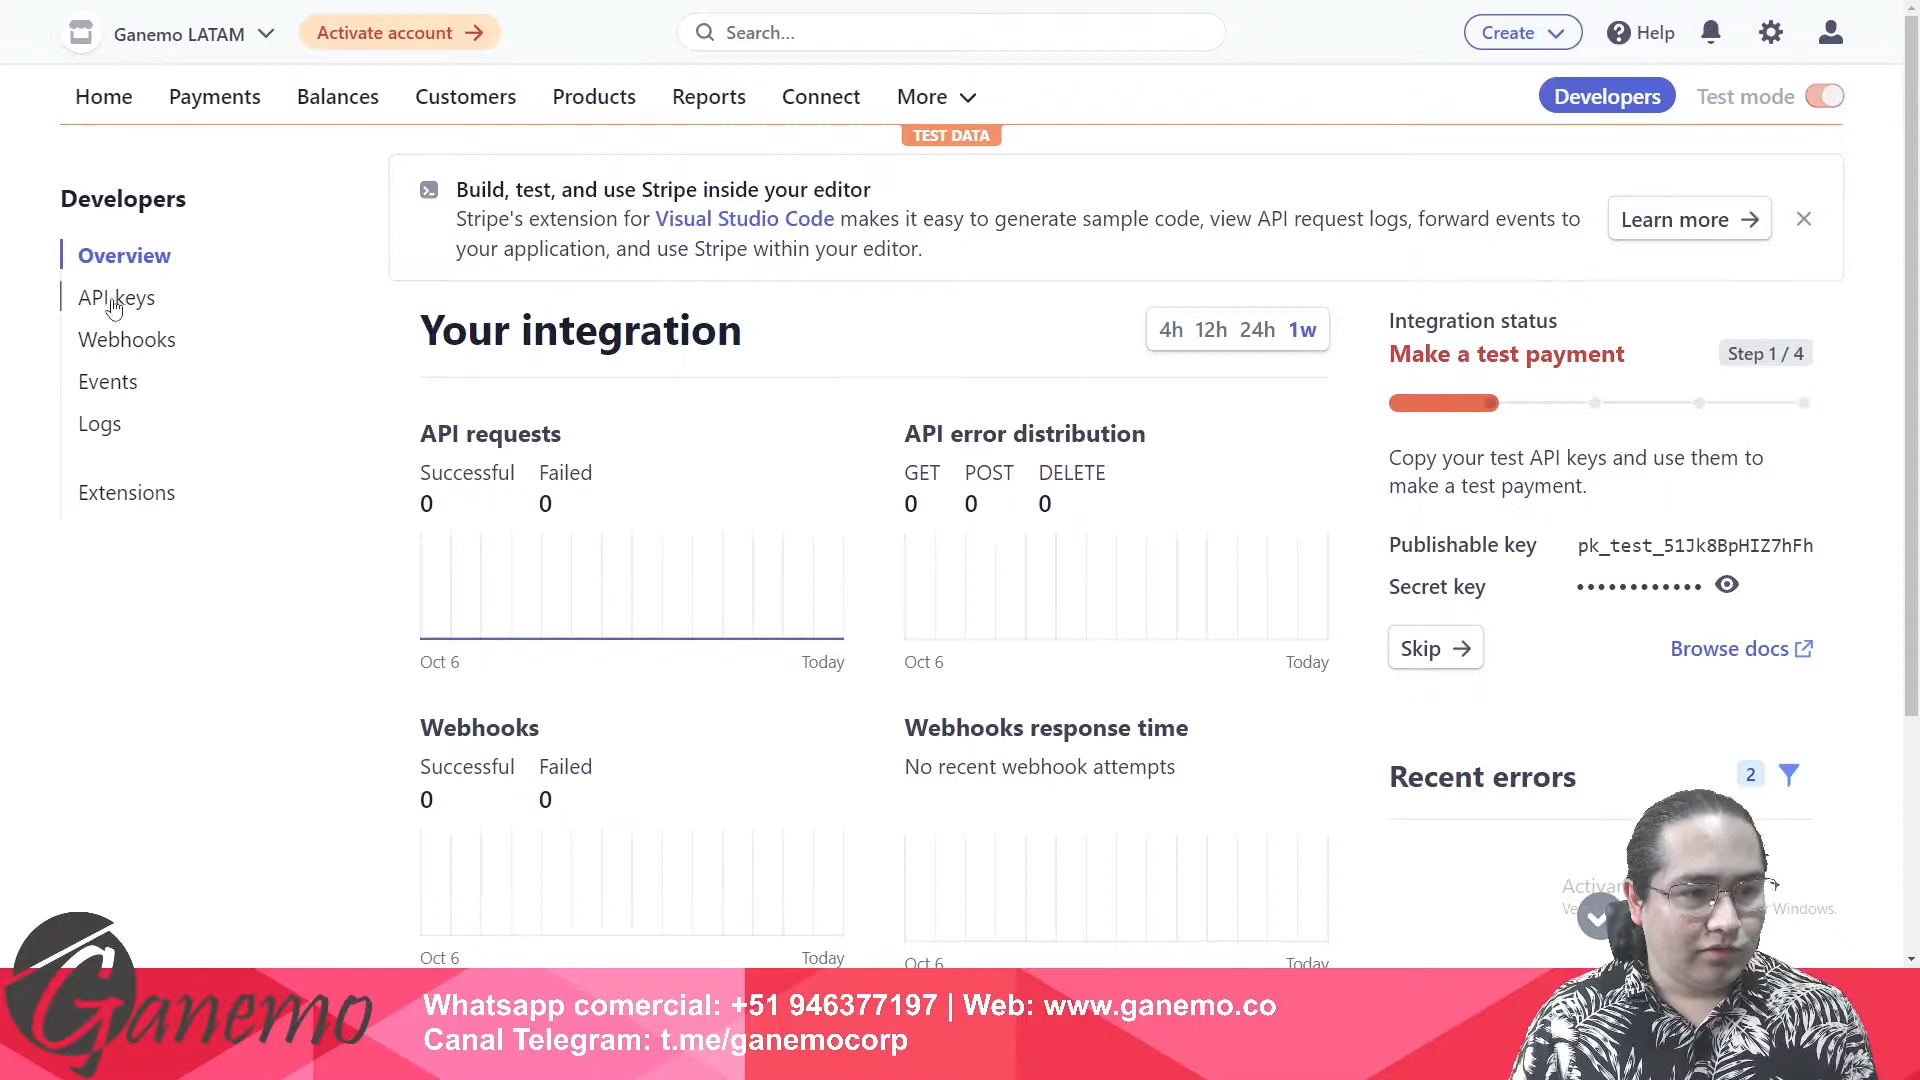 Ganemo LATAM
Activate account
Search...
Create
Help
Home
Payments
Balances
Customers
Products
Reports
Connect
More
Developers
Test mode
TEST DATA
Developers
Overview
API keys
Webhooks
Events
Logs
Extensions
Build, test, and use Stripe inside your editor
Stripe's extension for Visual Studio Code makes it easy to generate sample code, view API request logs, forward events to
your application, and use Stripe within your editor.
Learn more
Your integration
4h 12h 24h 1w
API requests
Successful Failed
0 0
Oct 6 Today
API error distribution
GET POST DELETE
0 0 0
Oct 6 Today
Webhooks
Successful Failed
0 0
Oct 6 Today
Webhooks response time
No recent webhook attempts
Oct 6 Today
Integration status
Make a test payment
Step 1 / 4
Copy your test API keys and use them to
make a test payment.
Publishable key pk_test_51Jk8BpHIZ7hFh
Secret key ••••••••••••
Skip
Browse docs
Recent errors
2
Windows.
Ganemo
Whatsapp comercial: +51 946377197 | Web: www.ganemo.co
Canal Telegram: t.me/ganemocorp